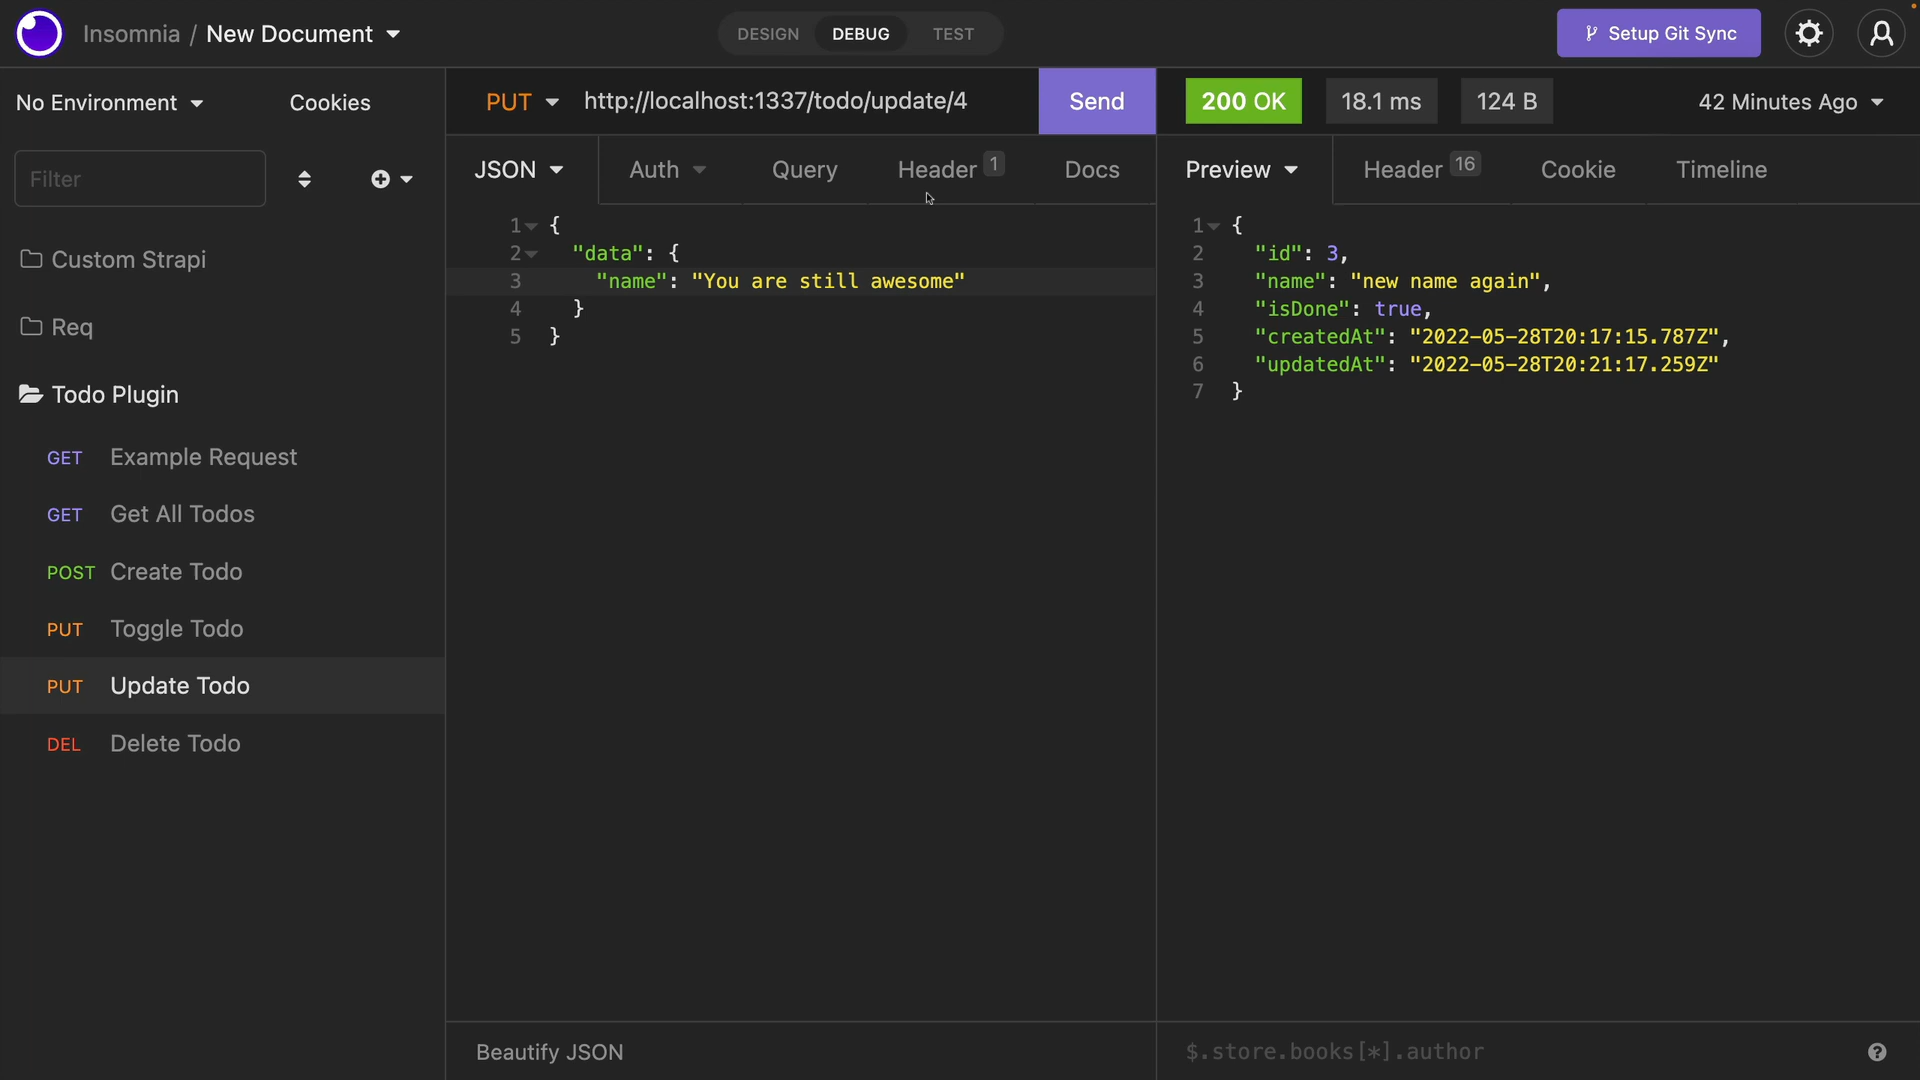 Insomnia / New Document
DESIGN DEBUG TEST
Setup Git Sync
No Environment
Cookies
PUT http://localhost:1337/todo/update/4 Send
200 OK 18.1 ms 124 B 42 Minutes Ago
Filter
JSON Auth Query Header 1 Docs
Preview Header 16 Cookie Timeline
Custom Strapi
Req
Todo Plugin
GET Example Request
GET Get All Todos
POST Create Todo
PUT Toggle Todo
PUT Update Todo
DEL Delete Todo
1 {
2 "data": {
3 "name": "You are still awesome"
4 }
5 }
Beautify JSON
1 {
2 "id": 3,
3 "name": "new name again",
4 "isDone": true,
5 "createdAt": "2022-05-28T20:17:15.787Z",
6 "updatedAt": "2022-05-28T20:21:17.259Z"
7 }
$.store.books[*].author
?